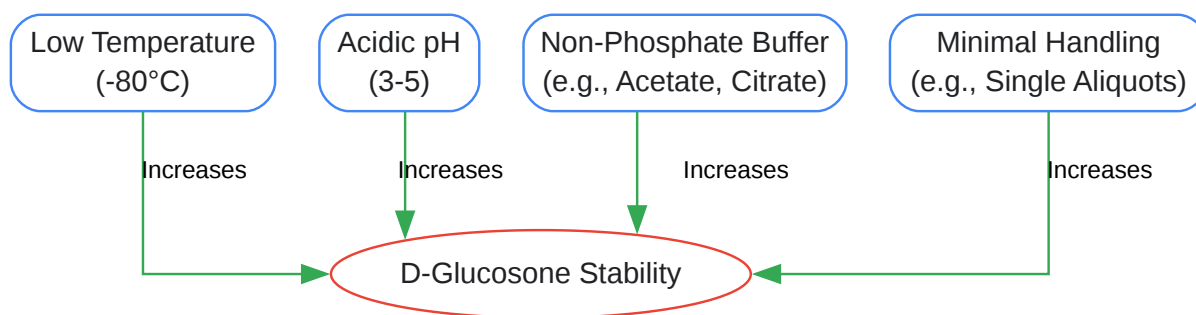 Low Temperature
(-80°C)
Acidic pH
(3-5)
Non-Phosphate Buffer
(e.g., Acetate, Citrate)
Minimal Handling
(e.g., Single Aliquots)
Increases
Increases
Increases
Increases
D-Glucosone Stability